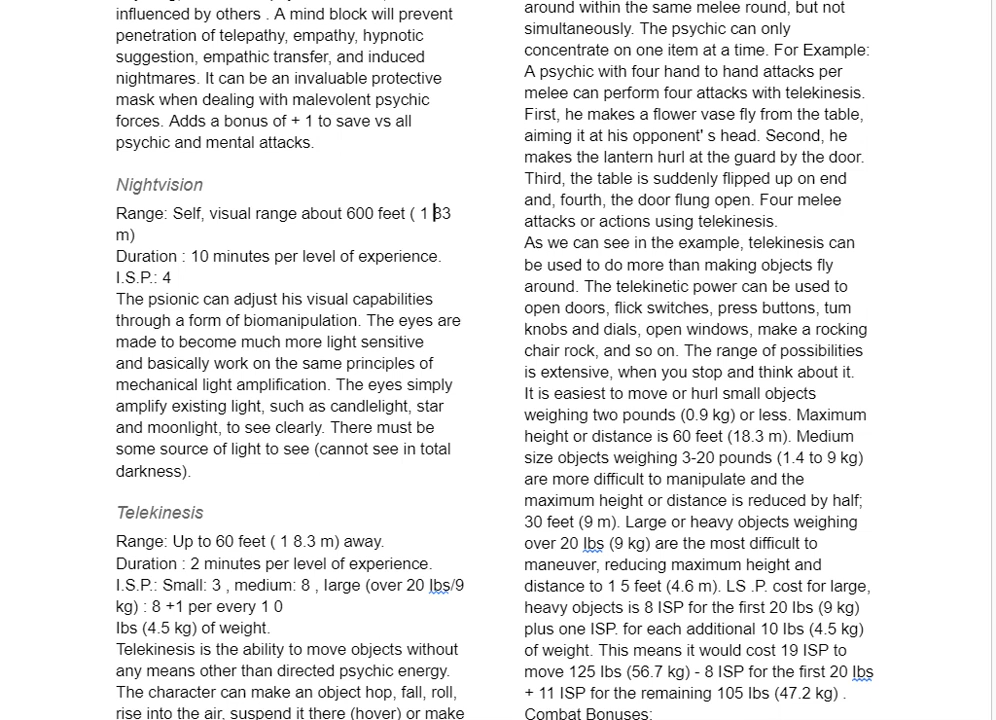 influenced by others . A mind block will prevent
penetration of telepathy, empathy, hypnotic
suggestion, empathic transfer, and induced
nightmares. It can be an invaluable protective
mask when dealing with malevolent psychic
forces. Adds a bonus of + 1 to save vs all
psychic and mental attacks.
Nightvision
Range: Self, visual range about 600 feet ( 1 83
m)
Duration : 10 minutes per level of experience.
I.S.P.: 4
The psionic can adjust his visual capabilities
through a form of biomanipulation. The eyes are
made to become much more light sensitive
and basically work on the same principles of
mechanical light amplification. The eyes simply
amplify existing light, such as candlelight, star
and moonlight, to see clearly. There must be
some source of light to see (cannot see in total
darkness).
Telekinesis
Range: Up to 60 feet ( 1 8.3 m) away.
Duration : 2 minutes per level of experience.
I.S.P.: Small: 3 , medium: 8 , large (over 20 lbs/9
kg) : 8 +1 per every 1 0
lbs (4.5 kg) of weight.
Telekinesis is the ability to move objects without
any means other than directed psychic energy.
The character can make an object hop, fall, roll,
rise into the air, suspend it there (hover) or make
around within the same melee round, but not
simultaneously. The psychic can only
concentrate on one item at a time. For Example:
A psychic with four hand to hand attacks per
melee can perform four attacks with telekinesis.
First, he makes a flower vase fly from the table,
aiming it at his opponent' s head. Second, he
makes the lantern hurl at the guard by the door.
Third, the table is suddenly flipped up on end
and, fourth, the door flung open. Four melee
attacks or actions using telekinesis.
As we can see in the example, telekinesis can
be used to do more than making objects fly
around. The telekinetic power can be used to
open doors, flick switches, press buttons, tum
knobs and dials, open windows, make a rocking
chair rock, and so on. The range of possibilities
is extensive, when you stop and think about it.
It is easiest to move or hurl small objects
weighing two pounds (0.9 kg) or less. Maximum
height or distance is 60 feet (18.3 m). Medium
size objects weighing 3-20 pounds (1.4 to 9 kg)
are more difficult to manipulate and the
maximum height or distance is reduced by half;
30 feet (9 m). Large or heavy objects weighing
over 20 lbs (9 kg) are the most difficult to
maneuver, reducing maximum height and
distance to 1 5 feet (4.6 m). LS .P. cost for large,
heavy objects is 8 ISP for the first 20 lbs (9 kg)
plus one ISP. for each additional 10 lbs (4.5 kg)
of weight. This means it would cost 19 ISP to
move 125 lbs (56.7 kg) - 8 ISP for the first 20 lbs
+ 11 ISP for the remaining 105 lbs (47.2 kg) .
Combat Bonuses: